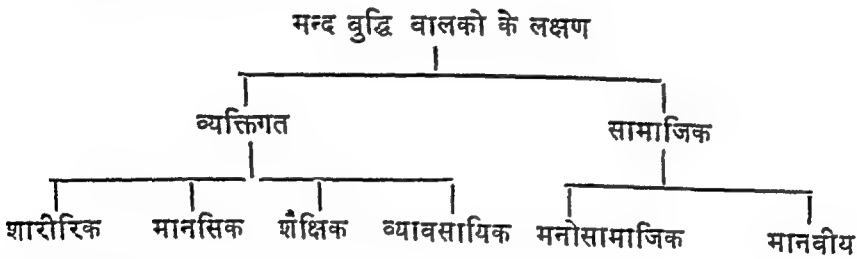 मन्द वुद्धि वालको के लक्षण
व्यक्तिगत सामाजिक
शारीरिक मानसिक शैक्षिक व्यावसायिक मनोसामाजिक मानवीय